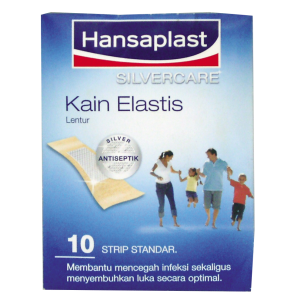 Hansaplast
SILVERCARE
Kain Elastis
Lentur
SILVER
ANTISEPTIK
10 STRIP STANDAR.
Membantu mencegah infeksi sekaligus
menyembuhkan luka secara optimal.